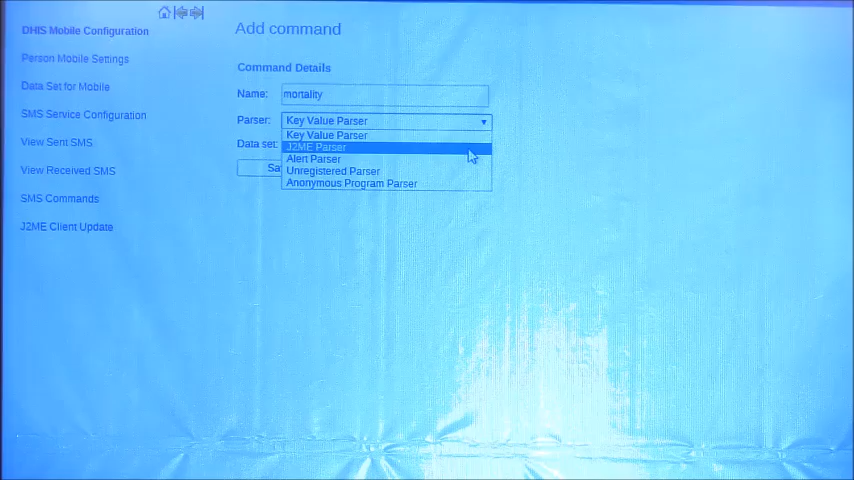 DHIS Mobile Configuration
Person Mobile Settings
Data Set for Mobile
SMS Service Configuration
View Sent SMS
View Received SMS
SMS Commands
J2ME Client Update
Add command
Command Details
Name: mortality
Parser: Key Value Parser
Key Value Parser
J2ME Parser
Alert Parser
Unregistered Parser
Anonymous Program Parser
Data set
Sa